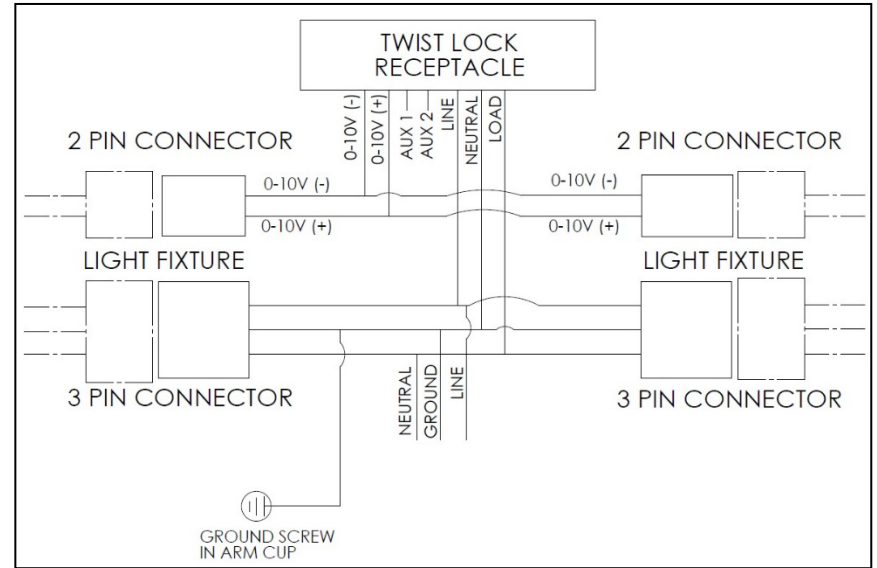 TWIST LOCK
RECEPTACLE
0-10V (-)
0-10V (+)
AUX 1
AUX 2
LINE
NEUTRAL
LOAD
2 PIN CONNECTOR
2 PIN CONNECTOR
0-10V (-)
0-10V (-)
0-10V (+)
0-10V (+)
LIGHT FIXTURE
LIGHT FIXTURE
3 PIN CONNECTOR
3 PIN CONNECTOR
NEUTRAL
GROUND
LINE
GROUND SCREW
IN ARM CUP